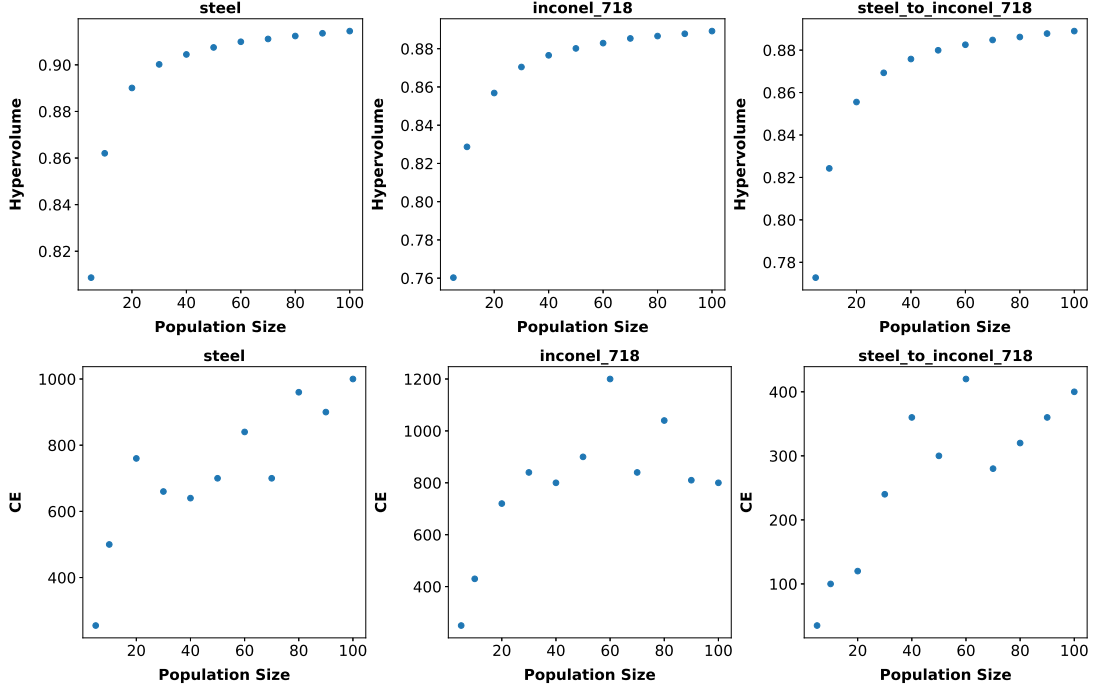 steel
0.90
0.88
0.86
0.84
0.82
Hypervolume
20 40 60 80 100
Population Size
inconel_718
0.88
0.86
0.84
0.82
0.80
0.78
0.76
Hypervolume
20 40 60 80 100
Population Size
steel_to_inconel_718
0.88
0.86
0.84
0.82
0.80
0.78
Hypervolume
20 40 60 80 100
Population Size
steel
1000
800
600
400
CE
20 40 60 80 100
Population Size
inconel_718
1200
1000
800
600
400
CE
20 40 60 80 100
Population Size
steel_to_inconel_718
400
300
200
100
CE
20 40 60 80 100
Population Size